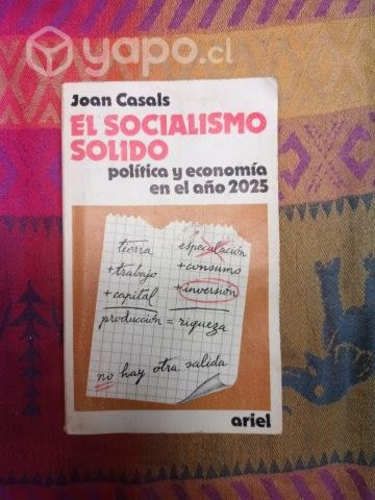 yapo.cl
Joan Casals
EL SOCIALISMO
SOLIDO
política y economía
en el año 2025
tierra especulación
+trabajo +consumo
+capital +inversión
producción = riqueza
no hay otra salida
ariel